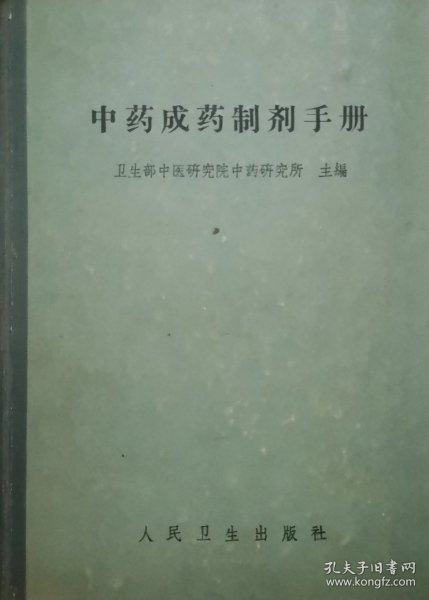 中药成药制剂手册
卫生部中医研究院中药研究所 主编
人民卫生出版社
孔夫子旧书网
www.kongfz.com